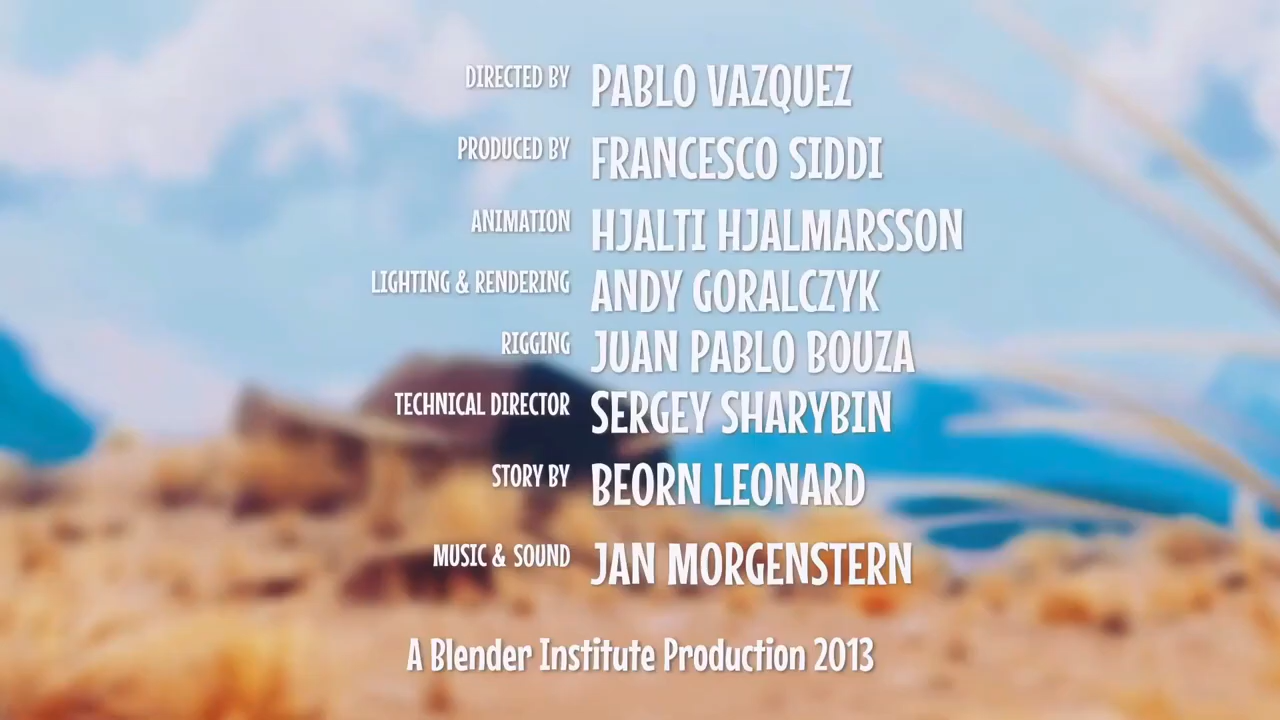 DIRECTED BY PABLO VAZQUEZ
PRODUCED BY FRANCESCO SIDDI
ANIMATION HJALTI HJALMARSSON
LIGHTING & RENDERING ANDY GORALCZYK
RIGGING JUAN PABLO BOUZA
TECHNICAL DIRECTOR SERGEY SHARYBIN
STORY BY BEORN LEONARD
MUSIC & SOUND JAN MORGENSTERN
A Blender Institute Production 2013